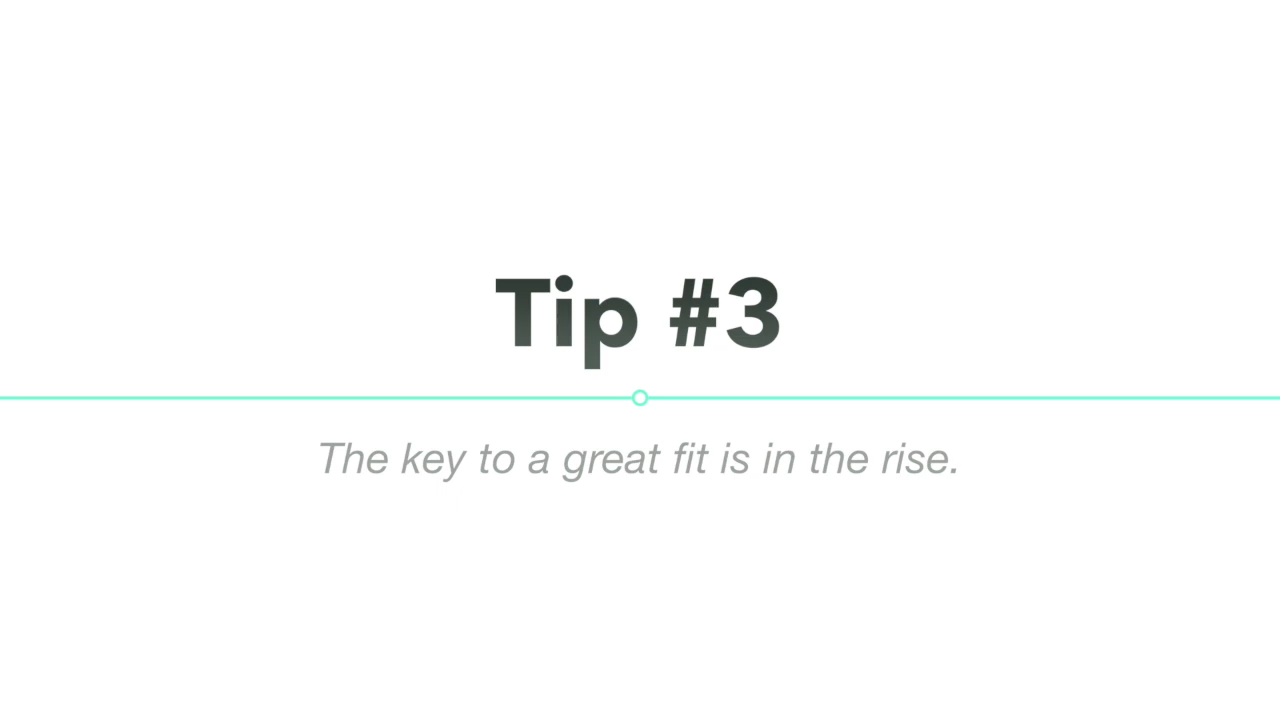 Tip #3
The key to a great fit is in the rise.